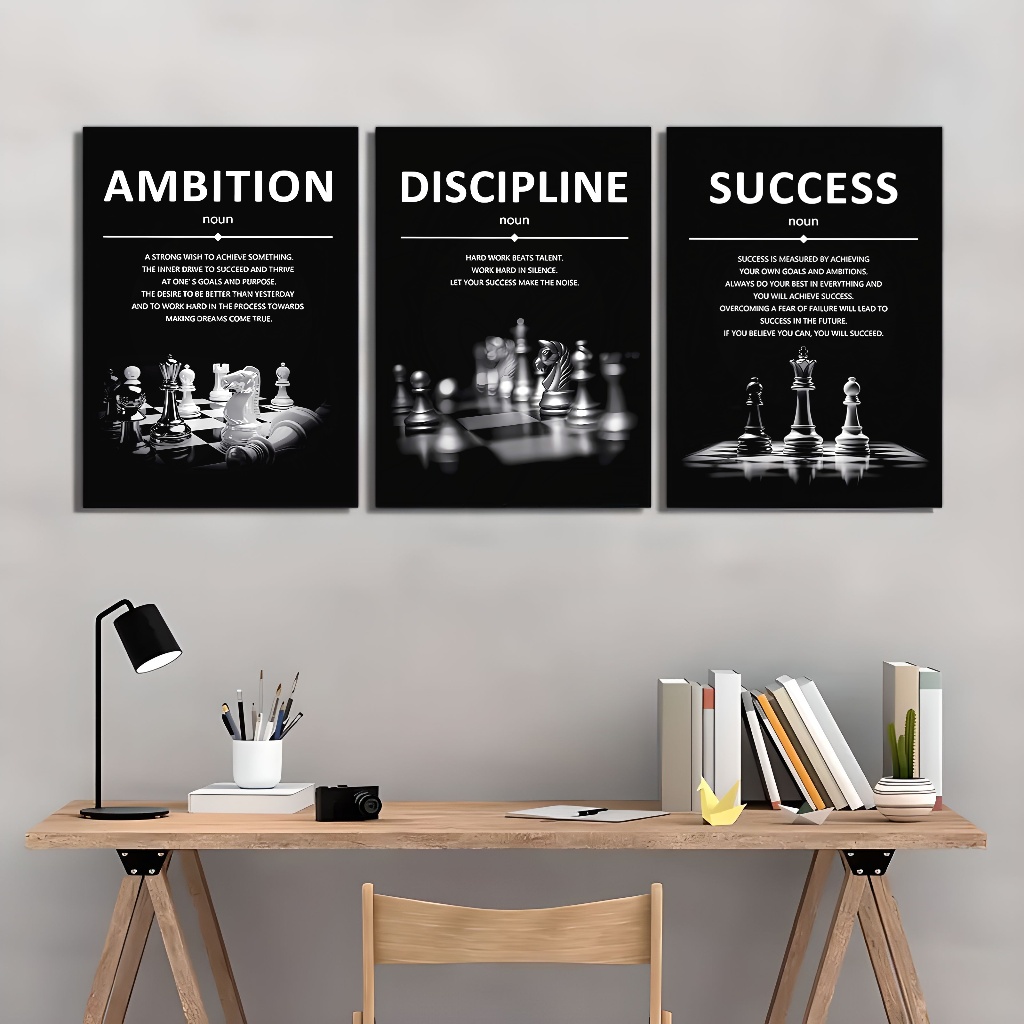 AMBITION
noun
A STRONG WISH TO ACHIEVE SOMETHING.
THE INNER DRIVE TO SUCCEED AND THRIVE
AT ONE'S GOALS AND PURPOSE.
THE DESIRE TO BE BETTER THAN YESTERDAY
AND TO WORK HARD IN THE PROCESS TOWARDS
MAKING DREAMS COME TRUE.
DISCIPLINE
noun
HARD WORK BEATS TALENT.
WORK HARD IN SILENCE.
LET YOUR SUCCESS MAKE THE NOISE.
SUCCESS
noun
SUCCESS IS MEASURED BY ACHIEVING
YOUR OWN GOALS AND AMBITIONS.
ALWAYS DO YOUR BEST IN EVERYTHING AND
YOU WILL ACHIEVE SUCCESS.
OVERCOMING A FEAR OF FAILURE WILL LEAD TO
SUCCESS IN THE FUTURE.
IF YOU BELIEVE YOU CAN, YOU WILL SUCCEED.